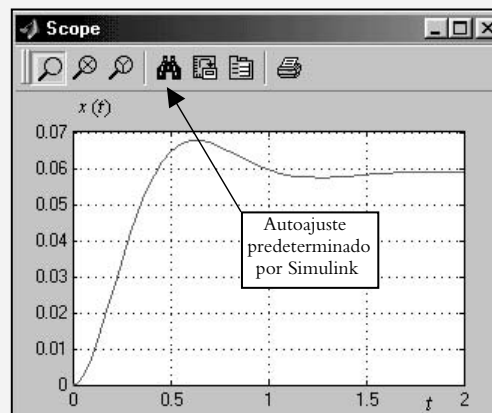 Scope
x (t)
0.07
0.06
0.05
0.04
0.03
0.02
0.01
0
Autoajuste
predeterminado
por Simulink
0 0.5 1 1.5 t 2